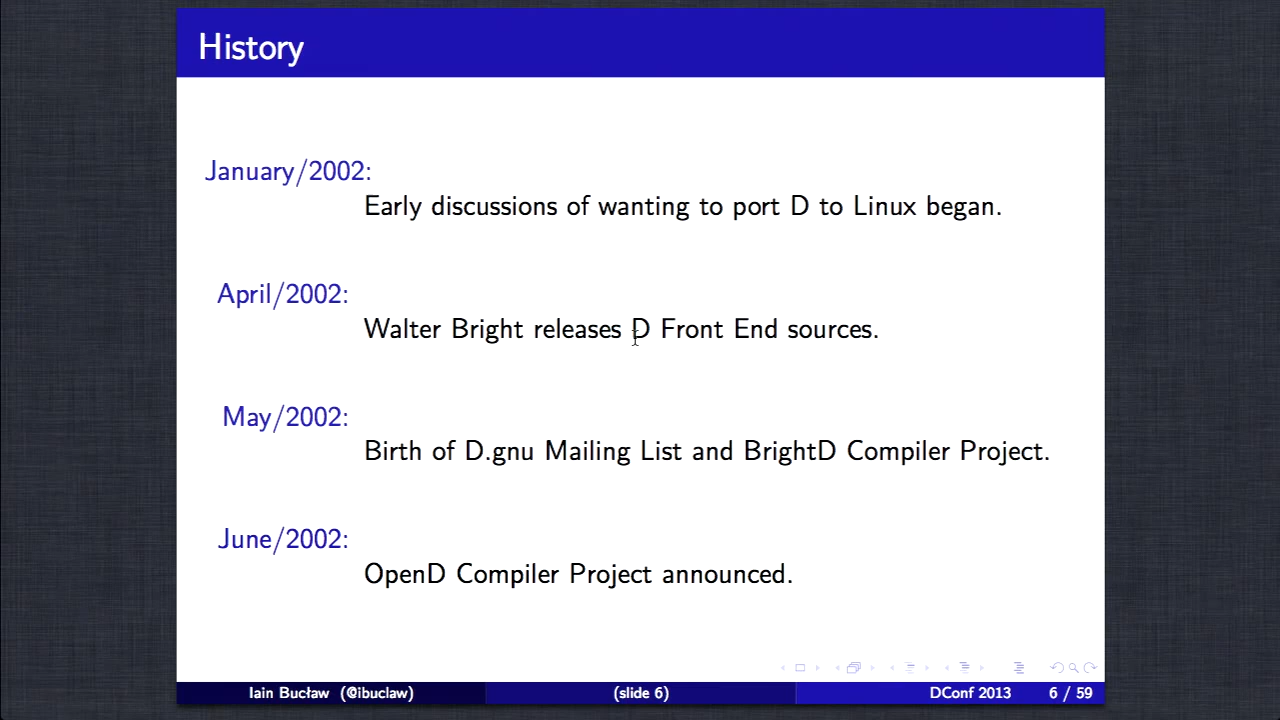 History
January/2002:
Early discussions of wanting to port D to Linux began.
April/2002:
Walter Bright releases D Front End sources.
May/2002:
Birth of D.gnu Mailing List and BrightD Compiler Project.
June/2002:
OpenD Compiler Project announced.
Iain Bucław (@ibuclaw) (slide 6) DConf 2013 6 / 59